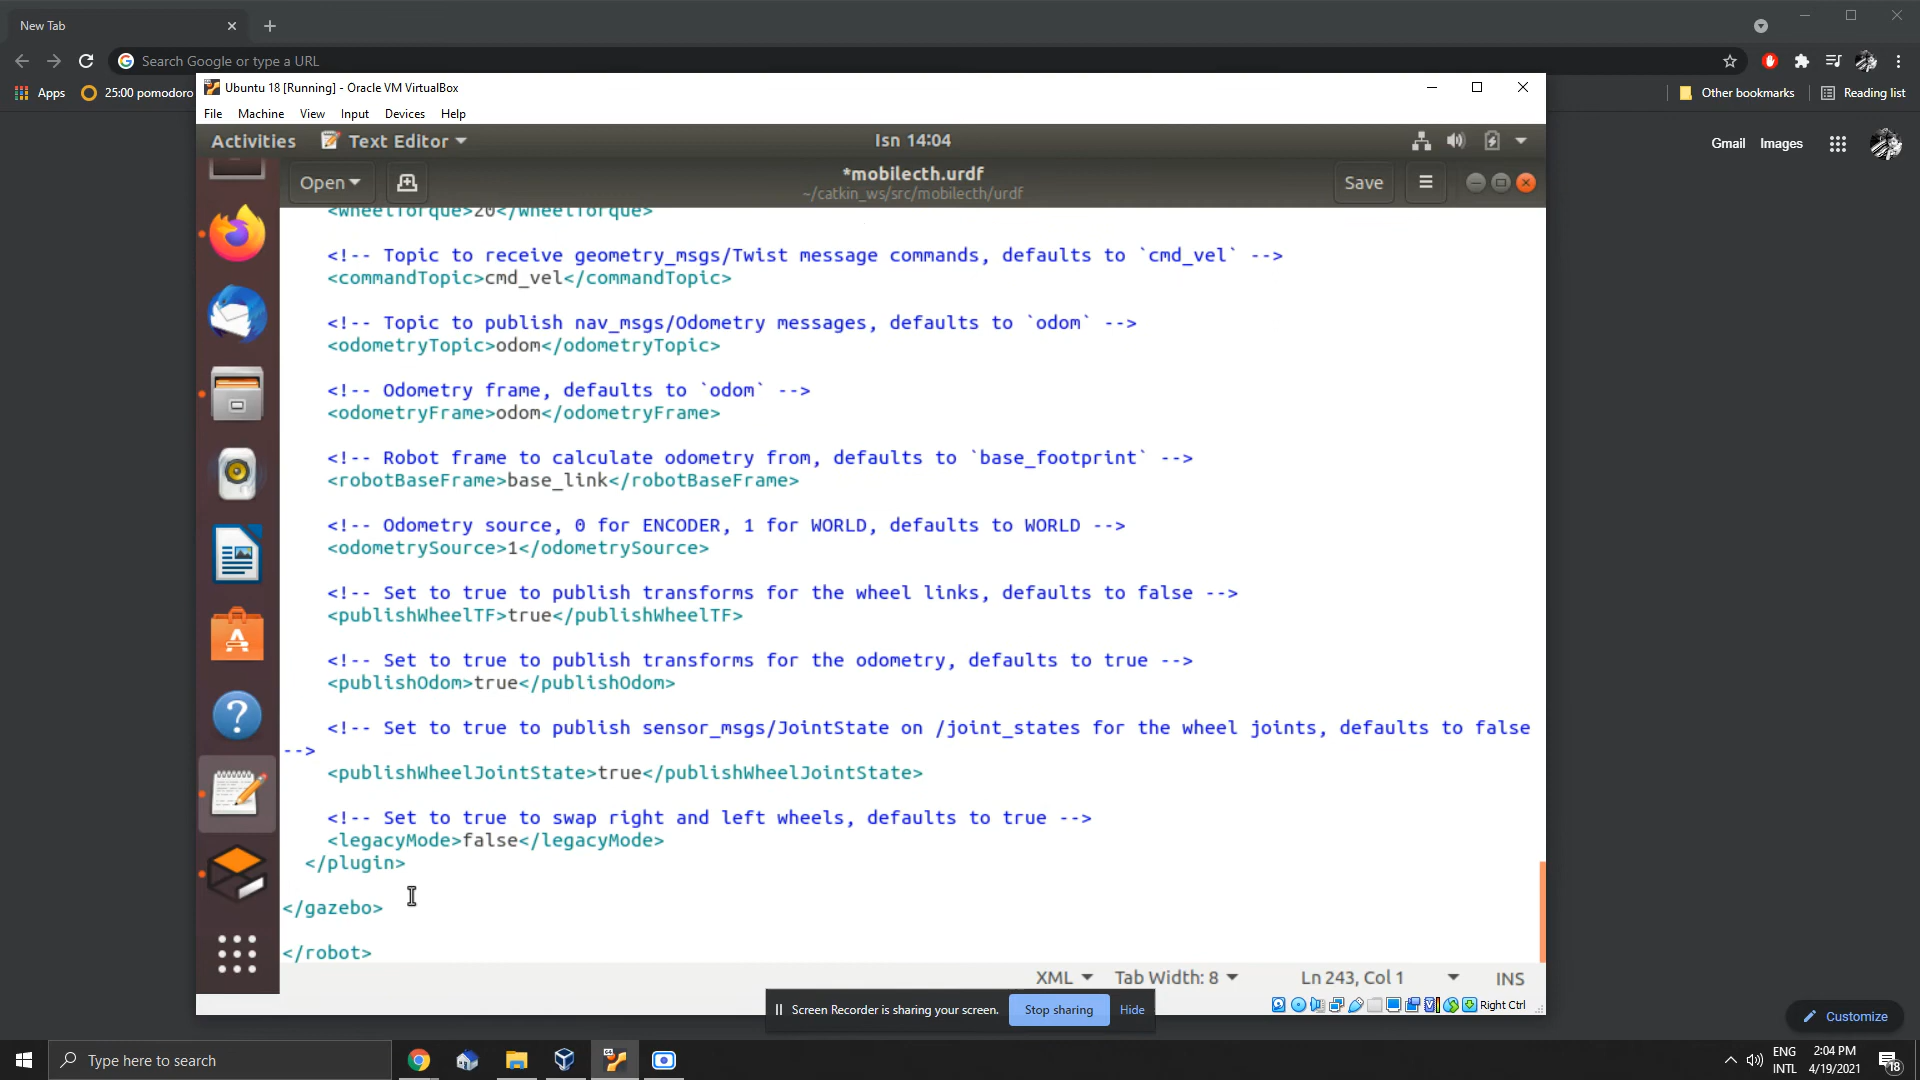 New Tab
Search Google or type a URL
Apps
25:00 pomodoro
Other bookmarks
Reading list
Gmail
Images
Ubuntu 18 [Running] - Oracle VM VirtualBox
File Machine View Input Devices Help
Activities
Text Editor
Isn 14:04
Open
*mobilecth.urdf
~/catkin_ws/src/mobilecth/urdf
Save
<wheelTorque>20</wheelTorque>
<!-- Topic to receive geometry_msgs/Twist message commands, defaults to `cmd_vel` -->
<commandTopic>cmd_vel</commandTopic>
<!-- Topic to publish nav_msgs/Odometry messages, defaults to `odom` -->
<odometryTopic>odom</odometryTopic>
<!-- Odometry frame, defaults to `odom` -->
<odometryFrame>odom</odometryFrame>
<!-- Robot frame to calculate odometry from, defaults to `base_footprint` -->
<robotBaseFrame>base_link</robotBaseFrame>
<!-- Odometry source, 0 for ENCODER, 1 for WORLD, defaults to WORLD -->
<odometrySource>1</odometrySource>
<!-- Set to true to publish transforms for the wheel links, defaults to false -->
<publishWheelTF>true</publishWheelTF>
<!-- Set to true to publish transforms for the odometry, defaults to true -->
<publishOdom>true</publishOdom>
<!-- Set to true to publish sensor_msgs/JointState on /joint_states for the wheel joints, defaults to false
-->
<publishWheelJointState>true</publishWheelJointState>
<!-- Set to true to swap right and left wheels, defaults to true -->
<legacyMode>false</legacyMode>
</plugin>
</gazebo>
</robot>
XML
Tab Width: 8
Ln 243, Col 1
INS
Screen Recorder is sharing your screen.
Stop sharing
Hide
Right Ctrl
Customize
Type here to search
ENG
INTL
2:04 PM
4/19/2021
18